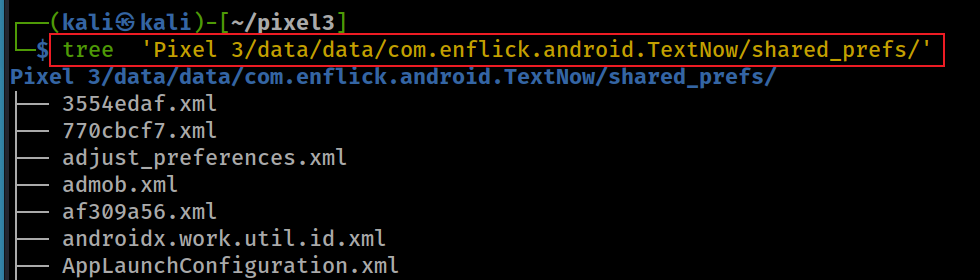 ┌──(kali㉿kali)-[~/pixel3]
└─$ tree  'Pixel 3/data/data/com.enflick.android.TextNow/shared_prefs/'
Pixel 3/data/data/com.enflick.android.TextNow/shared_prefs/
├── 3554edaf.xml
├── 770cbcf7.xml
├── adjust_preferences.xml
├── admob.xml
├── af309a56.xml
├── androidx.work.util.id.xml
├── AppLaunchConfiguration.xml